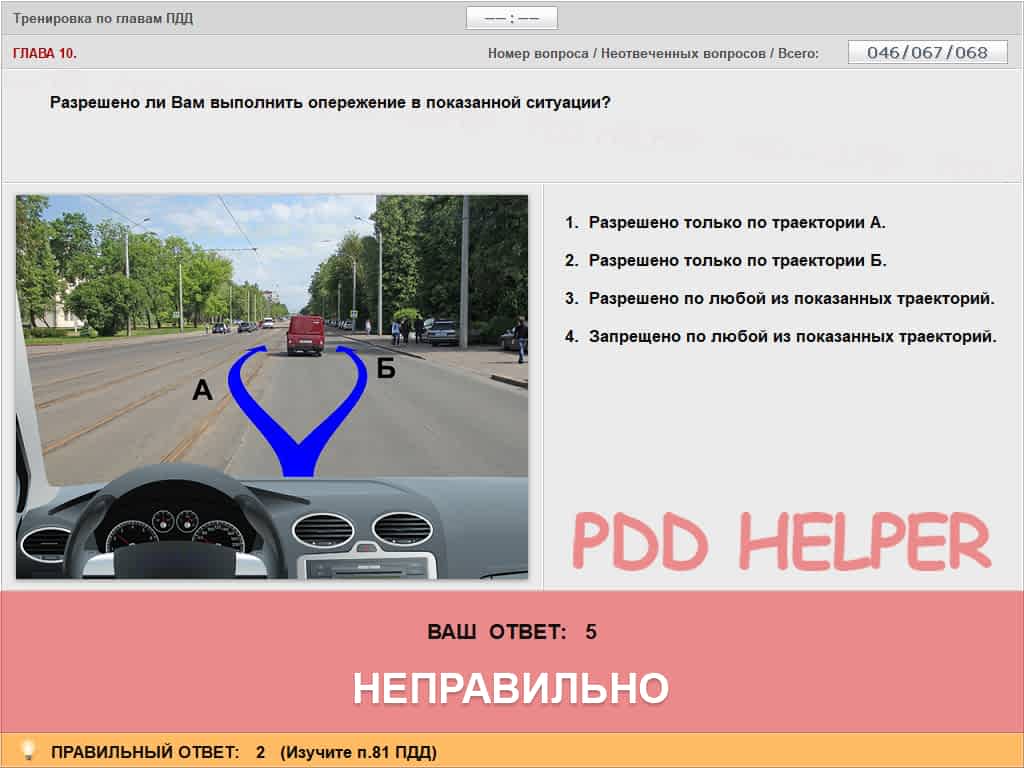 Тренировка по главам ПДД
—— : ——
ГЛАВА 10.
Номер вопроса / Неотвеченных вопросов / Всего:
046/067/068
Разрешено ли Вам выполнить опережение в показанной ситуации?
А
Б
1. Разрешено только по траектории А.
2. Разрешено только по траектории Б.
3. Разрешено по любой из показанных траекторий.
4. Запрещено по любой из показанных траекторий.
PDD HELPER
ВАШ ОТВЕТ: 5
НЕПРАВИЛЬНО
ПРАВИЛЬНЫЙ ОТВЕТ: 2 (Изучите п.81 ПДД)